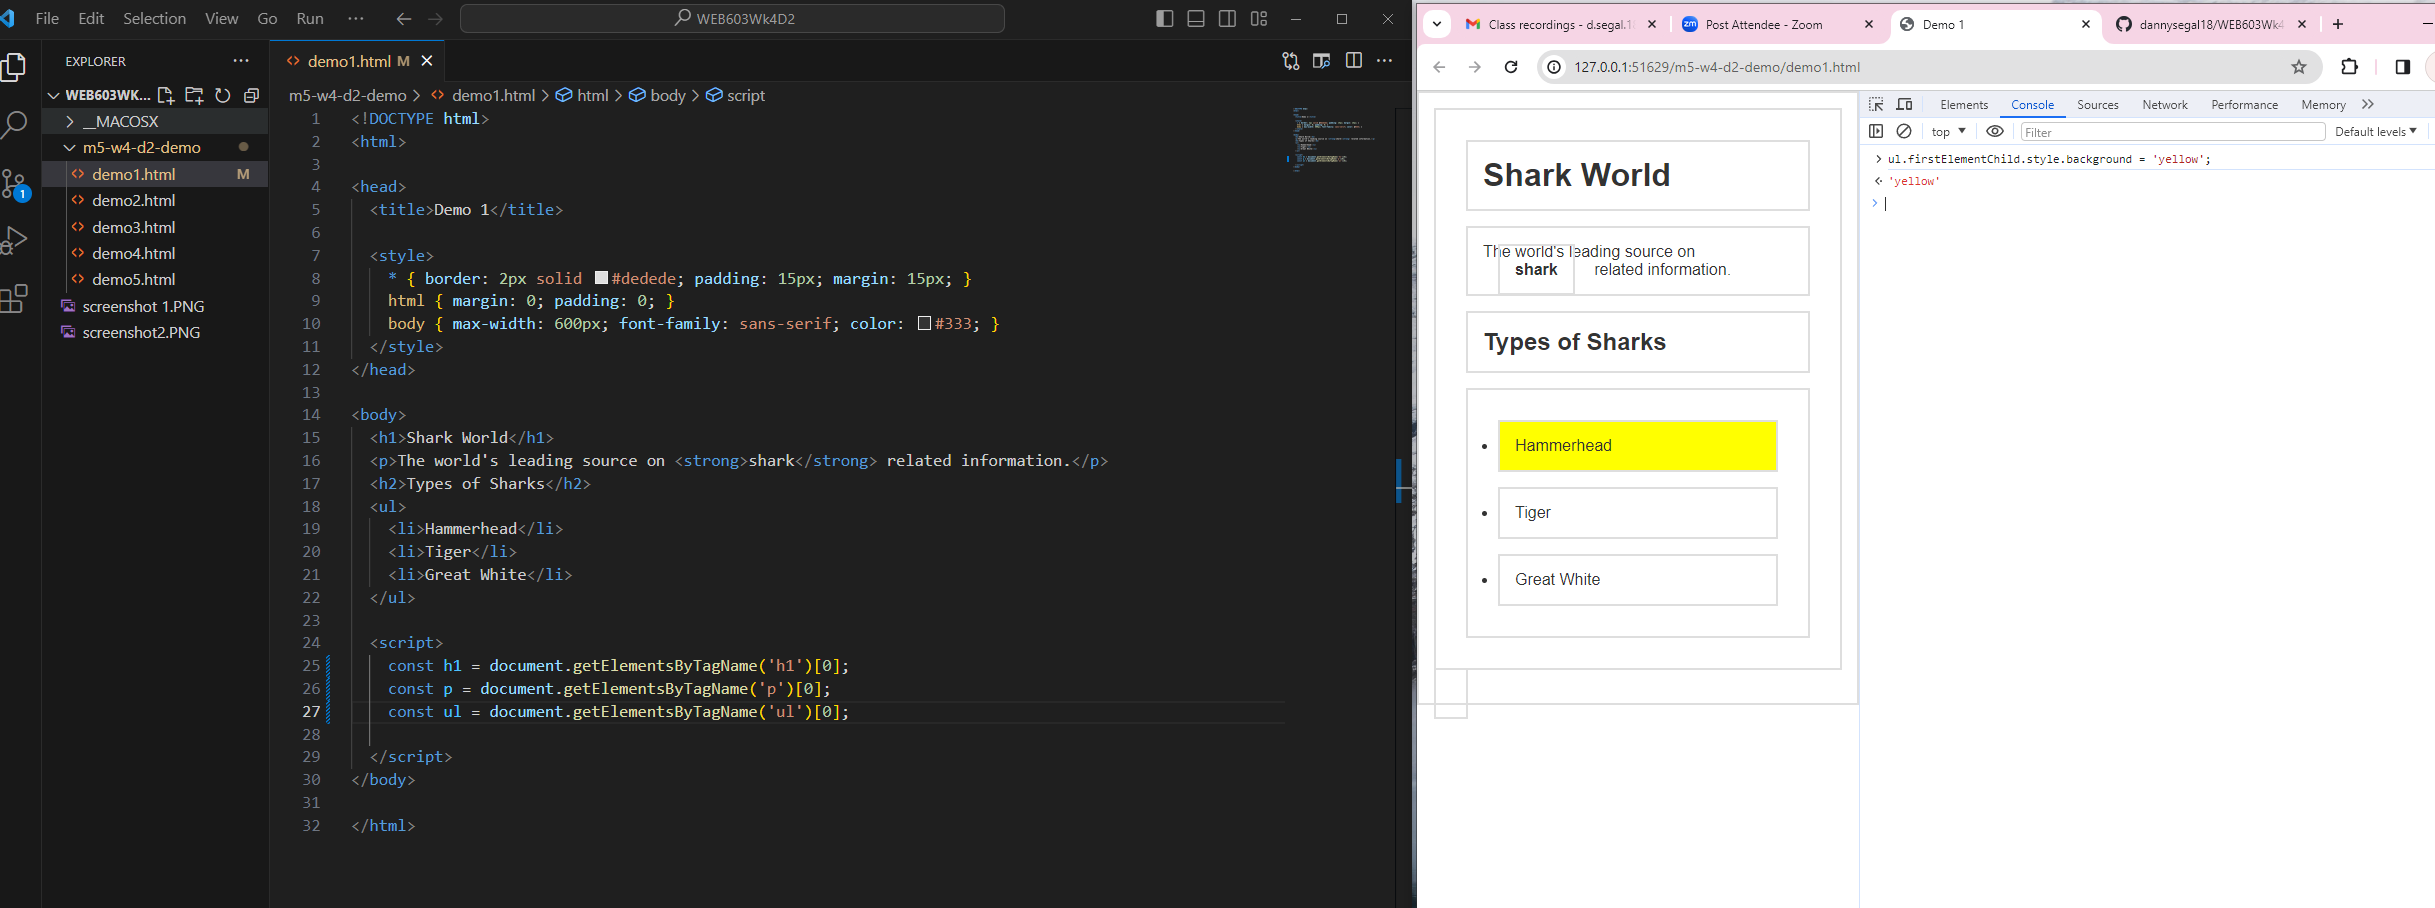 File Edit Selection View Go Run ··· WEB603Wk4D2
EXPLORER ···
WEB603WK...
__MACOSX
m5-w4-d2-demo
demo1.html M
demo2.html
demo3.html
demo4.html
demo5.html
screenshot 1.PNG
screenshot2.PNG
1
demo1.html M
m5-w4-d2-demo > demo1.html > html > body > script
1 <!DOCTYPE html>
2 <html>
3
4 <head>
5 <title>Demo 1</title>
6
7 <style>
8 * { border: 2px solid #dedede; padding: 15px; margin: 15px; }
9 html { margin: 0; padding: 0; }
10 body { max-width: 600px; font-family: sans-serif; color: #333; }
11 </style>
12 </head>
13
14 <body>
15 <h1>Shark World</h1>
16 <p>The world's leading source on <strong>shark</strong> related information.</p>
17 <h2>Types of Sharks</h2>
18 <ul>
19 <li>Hammerhead</li>
20 <li>Tiger</li>
21 <li>Great White</li>
22 </ul>
23
24 <script>
25 const h1 = document.getElementsByTagName('h1')[0];
26 const p = document.getElementsByTagName('p')[0];
27 const ul = document.getElementsByTagName('ul')[0];
28
29 </script>
30 </body>
31
32 </html>
Class recordings - d.segal.1 Post Attendee - Zoom Demo 1 dannysegal18/WEB603Wk4
zm
127.0.0.1:51629/m5-w4-d2-demo/demo1.html
Shark World
The world's leading source on
shark related information.
Types of Sharks
• Hammerhead
• Tiger
• Great White
Elements Console Sources Network Performance Memory
top Filter Default levels
> ul.firstElementChild.style.background = 'yellow';
'yellow'
>